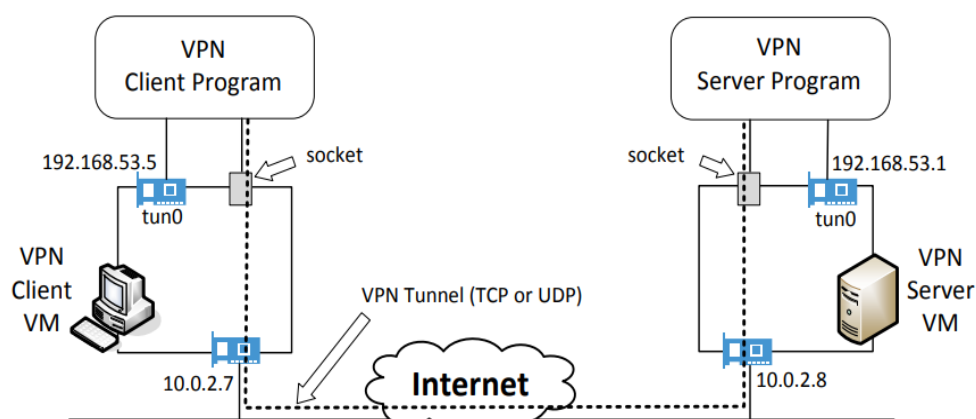 VPN
Client Program
VPN
Server Program
192.168.53.5
socket
socket
192.168.53.1
tun0
tun0
VPN
Client
VM
VPN Tunnel (TCP or UDP)
VPN
Server
VM
10.0.2.7
Internet
10.0.2.8